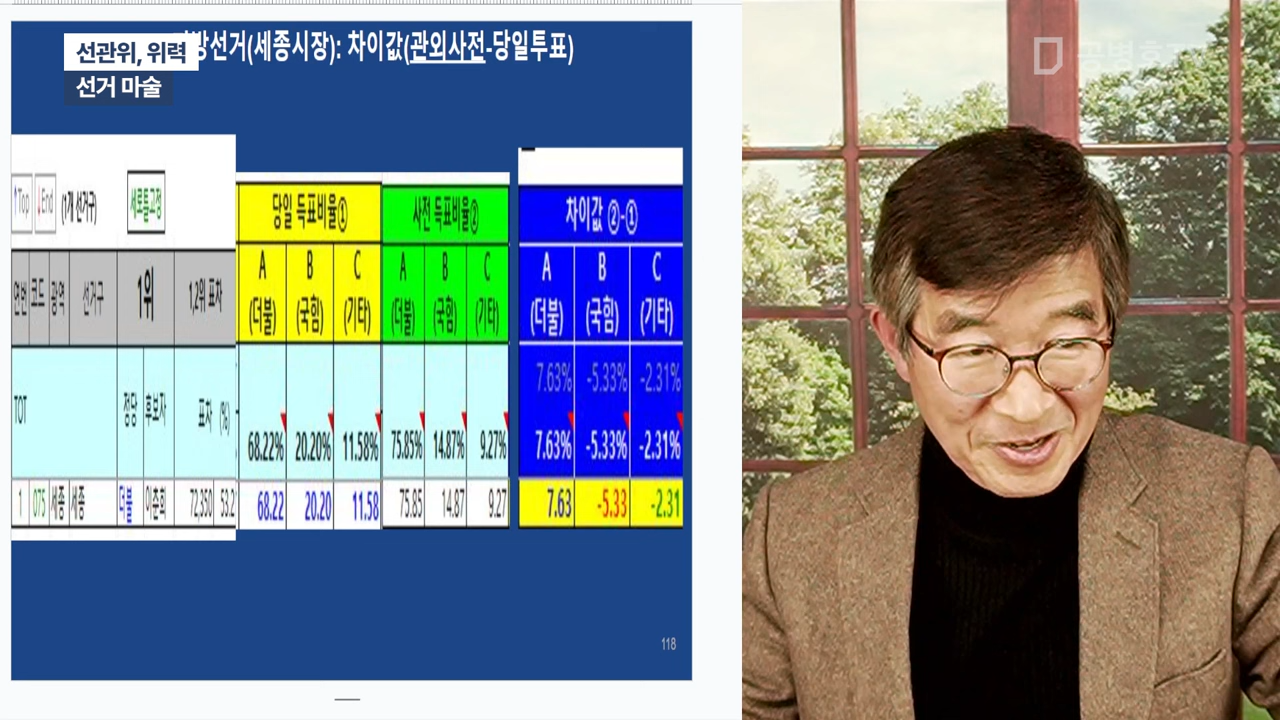 선관위, 위력
선거 마술
방선거(세종시장): 차이값(관외사전-당일투표)
↑Top ↓End (1개 선거구)
당일 득표비율① 사전 득표비율② 차이값 ②-①
연번 코드 광역 선거구 1위 1,2위 표차
A B C A B C A B C
(더불) (국힘) (기타) (더불) (국힘) (기타) (더불) (국힘) (기타)
7.63% -5.33% -2.31%
TOT 정당 후보자 표차 (%)
68.22% 20.20% 11.58% 75.85% 14.87% 9.27% 7.63% -5.33% -2.31%
1 075 세종 세종 더불 이춘희 72,350 53.2 68.22 20.20 11.58 75.85 14.87 9.27 7.63 -5.33 -2.31
118
공병호